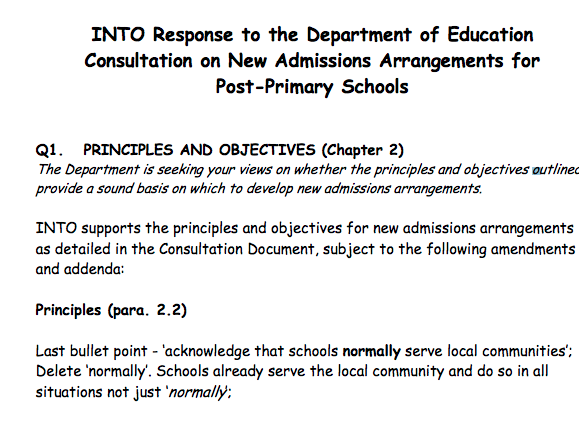 INTO Response to the Department of Education
Consultation on New Admissions Arrangements for
Post-Primary Schools
Q1. PRINCIPLES AND OBJECTIVES (Chapter 2)
The Department is seeking your views on whether the principles and objectives outlined
provide a sound basis on which to develop new admissions arrangements.
INTO supports the principles and objectives for new admissions arrangements
as detailed in the Consultation Document, subject to the following amendments
and addenda:
Principles (para. 2.2)
Last bullet point - ‘acknowledge that schools normally serve local communities’;
Delete ‘normally’. Schools already serve the local community and do so in all
situations not just ‘normally’;